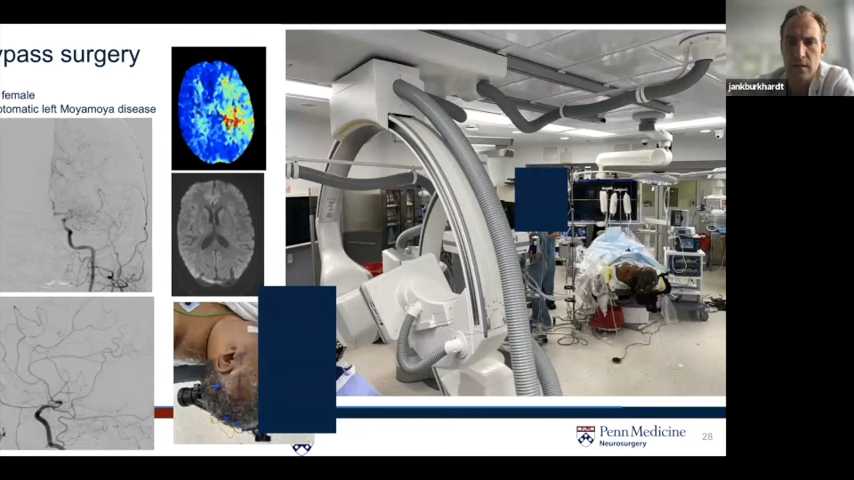 ypass surgery
female
otomatic left Moyamoya disease
jankburkhardt
Penn Medicine
Neurosurgery
28